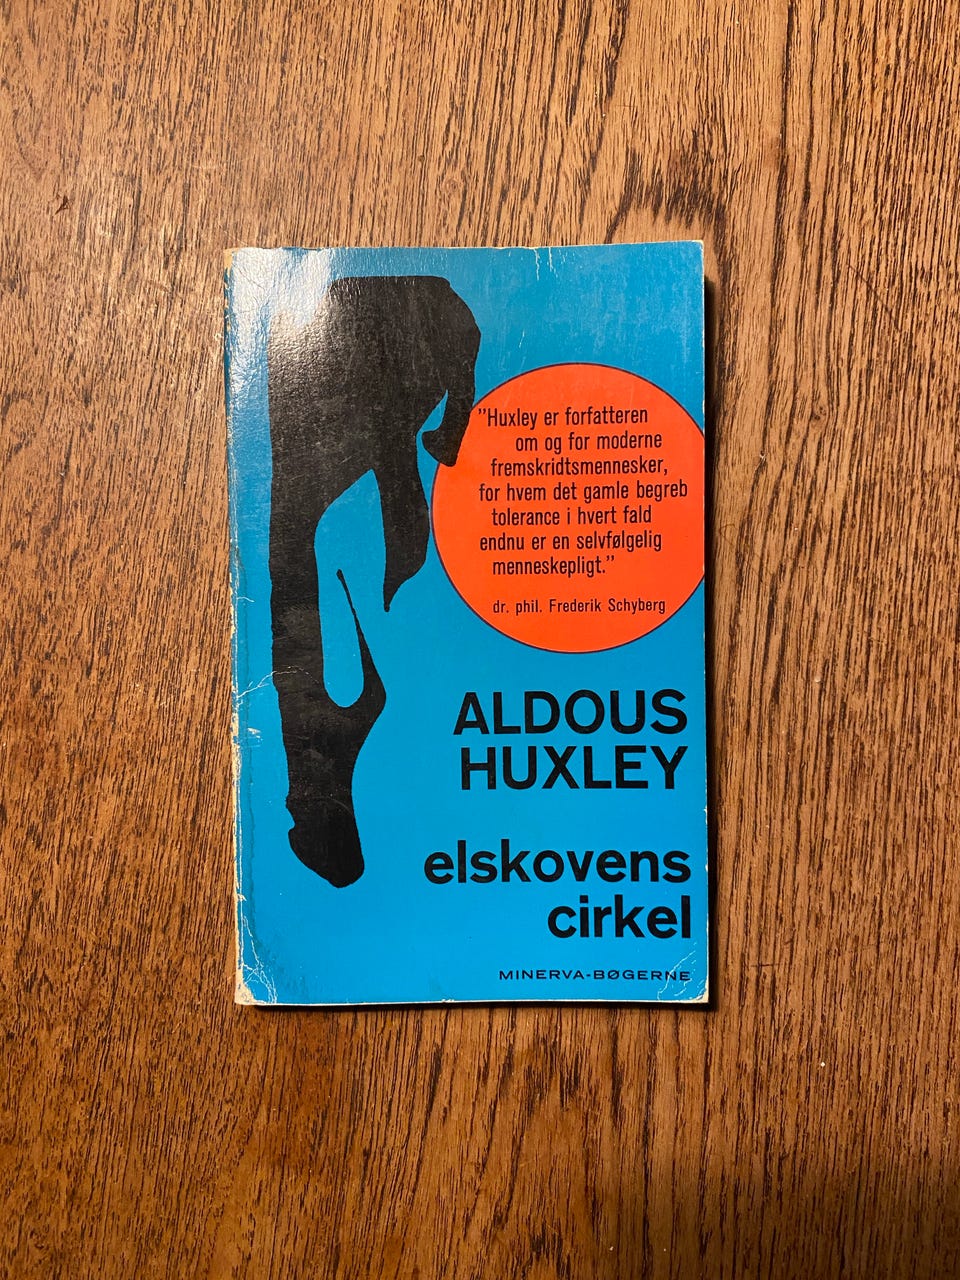 ”Huxley er forfatteren
om og for moderne
fremskridtsmennesker,
for hvem det gamle begreb
tolerance i hvert fald
endnu er en selvfølgelig
menneskepligt.”
dr. phil. Frederik Schyberg
ALDOUS
HUXLEY
elskovens
cirkel
MINERVA-BØGERNE